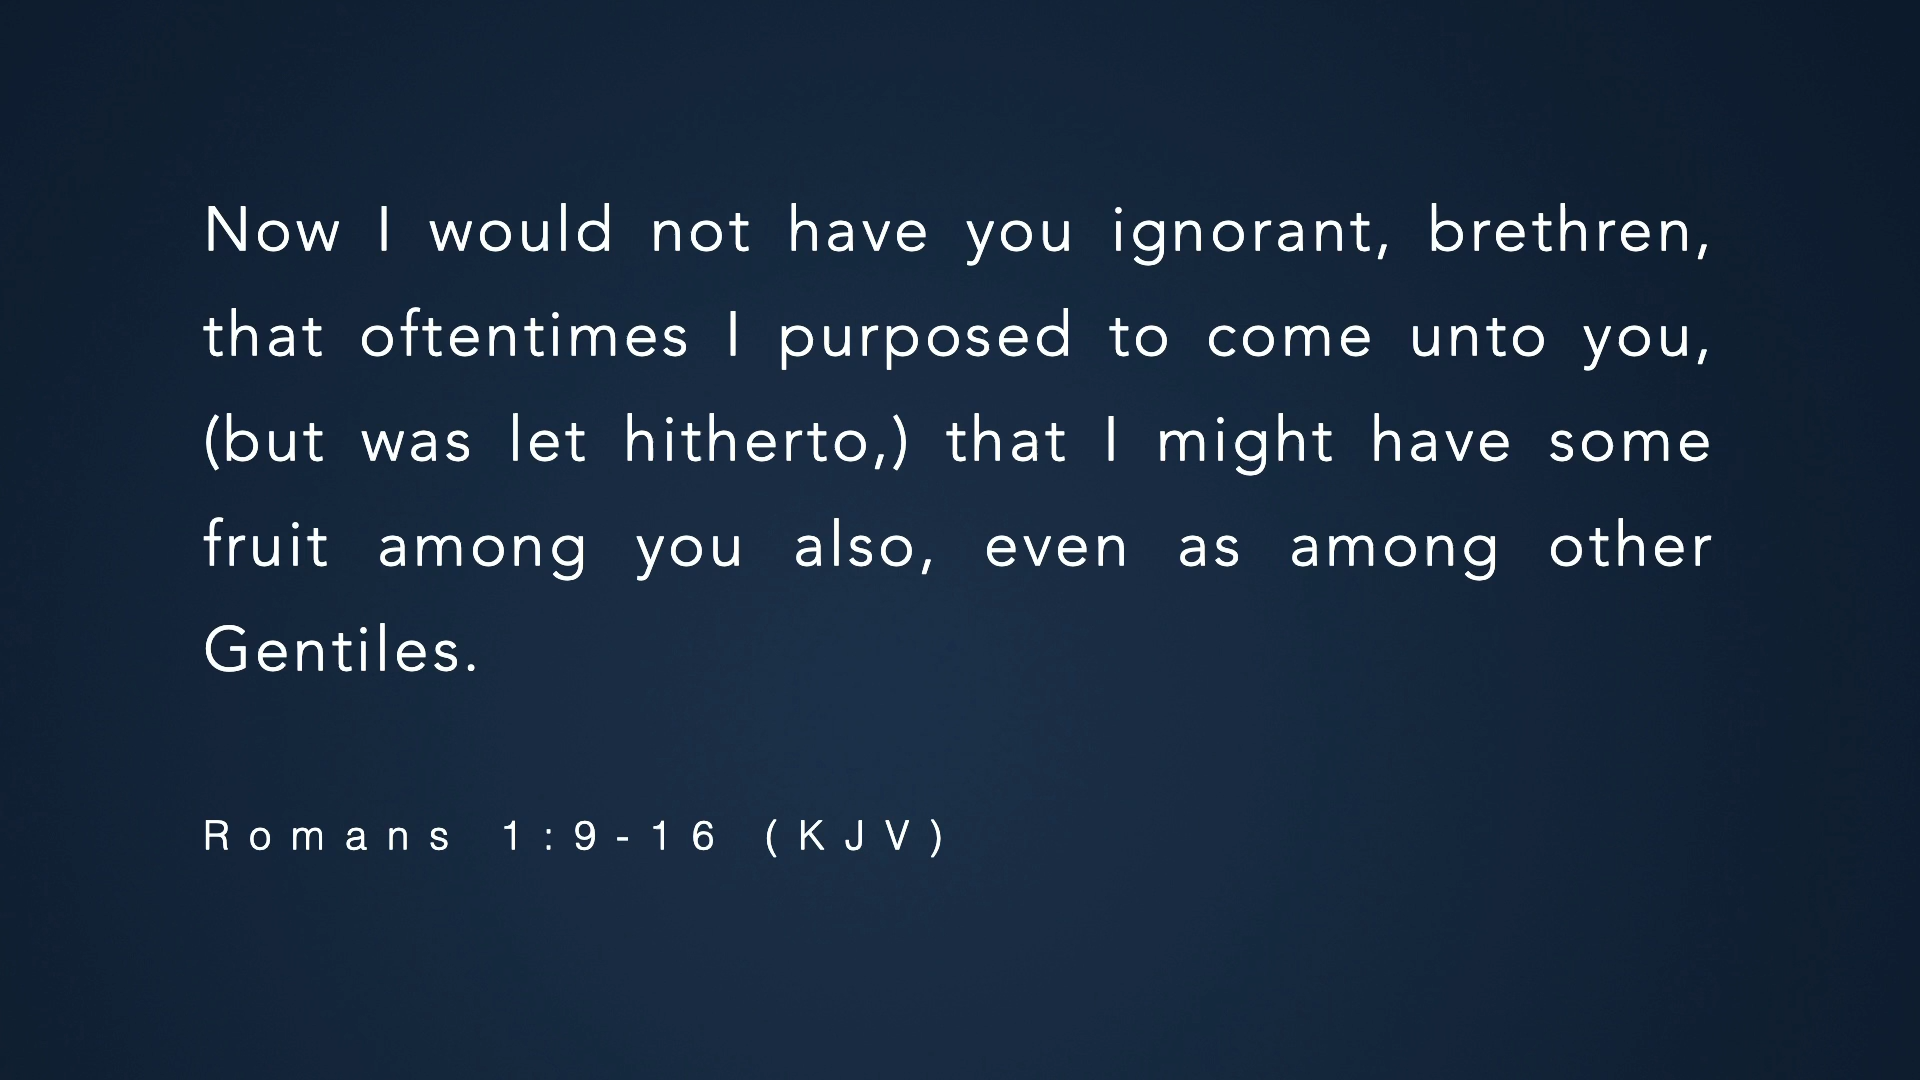 Now I would not have you ignorant, brethren,
that oftentimes I purposed to come unto you,
(but was let hitherto,) that I might have some
fruit among you also, even as among other
Gentiles.
Romans 1:9-16 (KJV)